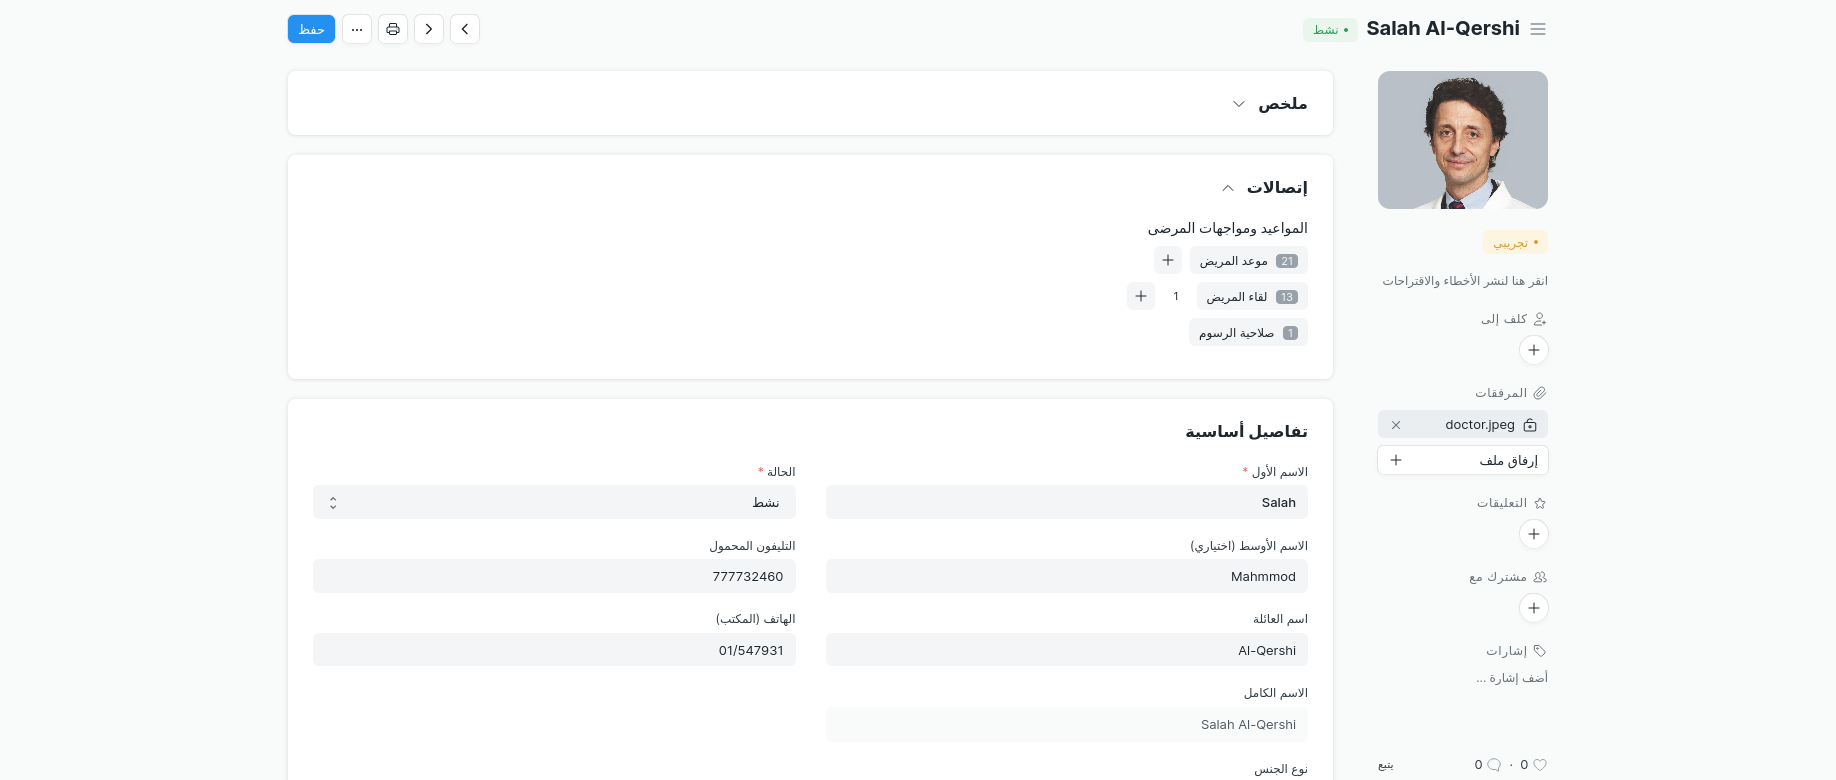 Salah Al-Qershi
نشط
...
حفظ
تجريبي
انقر هنا لنشر الأخطاء والاقتراحات
كلف إلى
المرفقات
doctor.jpeg
إرفاق ملف
التعليقات
مشترك مع
إشارات
أضف إشارة ...
0 · 0
يتبع
ملخص
إتصالات
المواعيد ومواجهات المرضى
21 موعد المريض
13 لقاء المريض 1
1 صلاحية الرسوم
تفاصيل أساسية
الاسم الأول *
Salah
الاسم الأوسط (اختياري)
Mahmmod
اسم العائلة
Al-Qershi
الاسم الكامل
Salah Al-Qershi
نوع الجنس
الحالة *
نشط
التليفون المحمول
777732460
الهاتف (المكتب)
01/547931